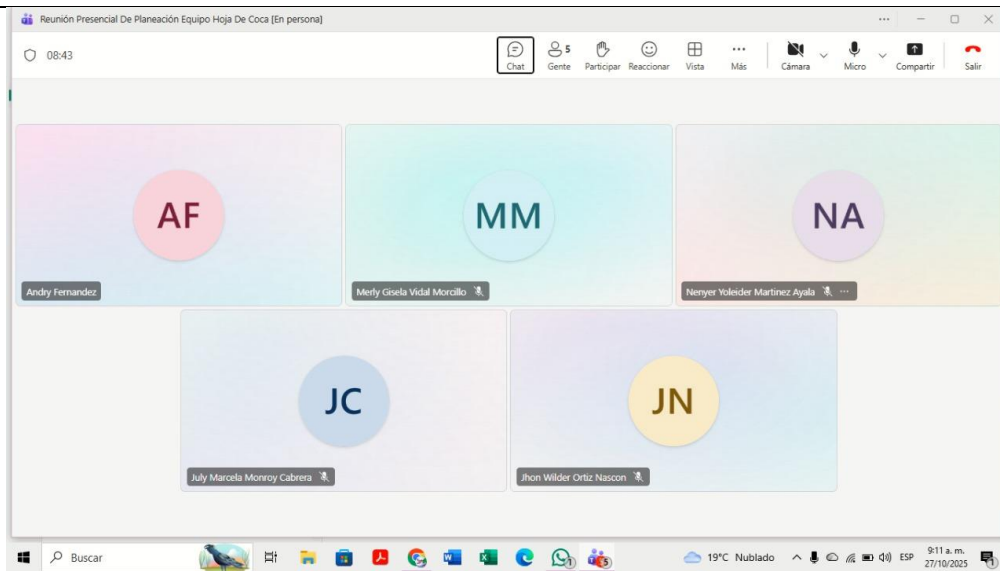 Reunión Presencial De Planeación Equipo Hoja De Coca [En persona]
08:43
Chat
5
Gente
Participar
Reaccionar
Vista
Más
Cámara
Micro
Compartir
Salir
AF
Andry Fernandez
MM
Merly Gisela Vidal Morcillo
NA
Nenyer Yoleider Martinez Ayala
JC
July Marcela Monroy Cabrera
JN
Jhon Wilder Ortiz Nascon
Buscar
19°C Nublado
ESP
9:11 a. m.
27/10/2025